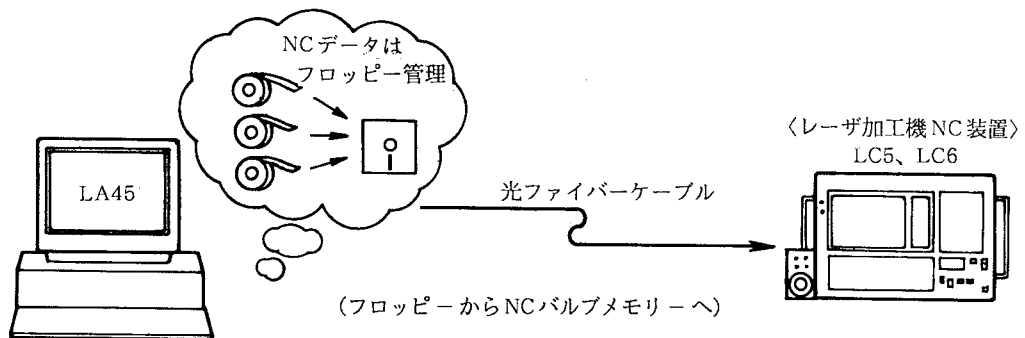 NCデータは
フロッピー管理
LA45
〈レーザ加工機NC装置〉
LC5、LC6
光ファイバーケーブル
(フロッピーからNCバルブメモリーへ)